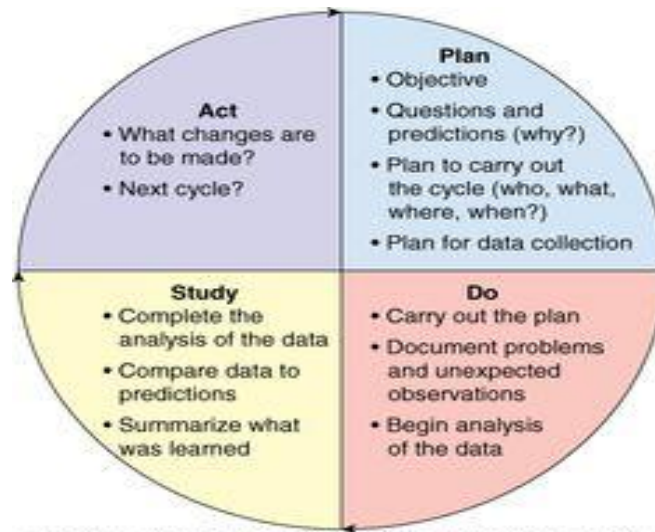 Plan
• Objective
• Questions and
predictions (why?)
• Plan to carry out
the cycle (who, what,
where, when?)
• Plan for data collection
Do
• Carry out the plan
• Document problems
and unexpected
observations
• Begin analysis
of the data
Study
• Complete the
analysis of the data
• Compare data to
predictions
• Summarize what
was learned
Act
• What changes are
to be made?
• Next cycle?